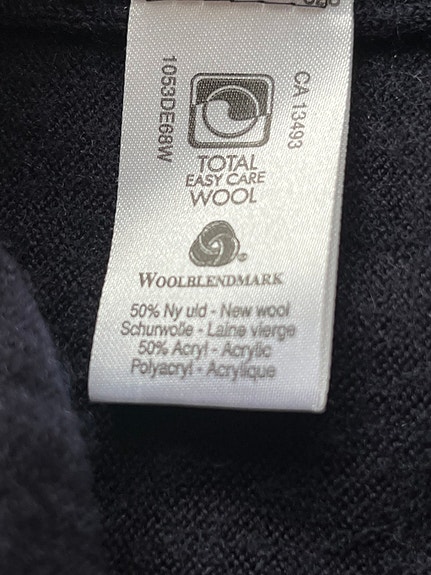 CA 13493
1053DE68W
TOTAL
EASY CARE
WOOL
WOOLBLENDMARK
50% Ny uld - New wool
Schurwolle - Laine vierge
50% Acryl - Acrylic
Polyacryl - Acrylique